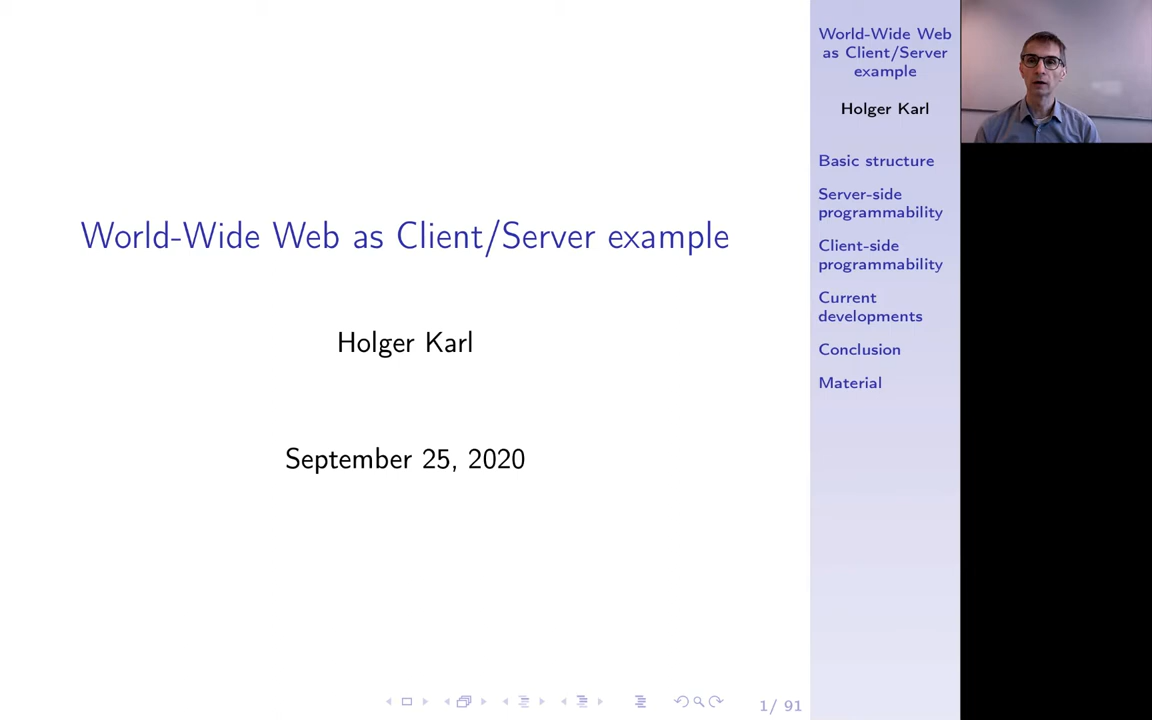 World-Wide Web as Client/Server example
Holger Karl
September 25, 2020
1/ 91
World-Wide Web
as Client/Server
example
Holger Karl
Basic structure
Server-side
programmability
Client-side
programmability
Current
developments
Conclusion
Material